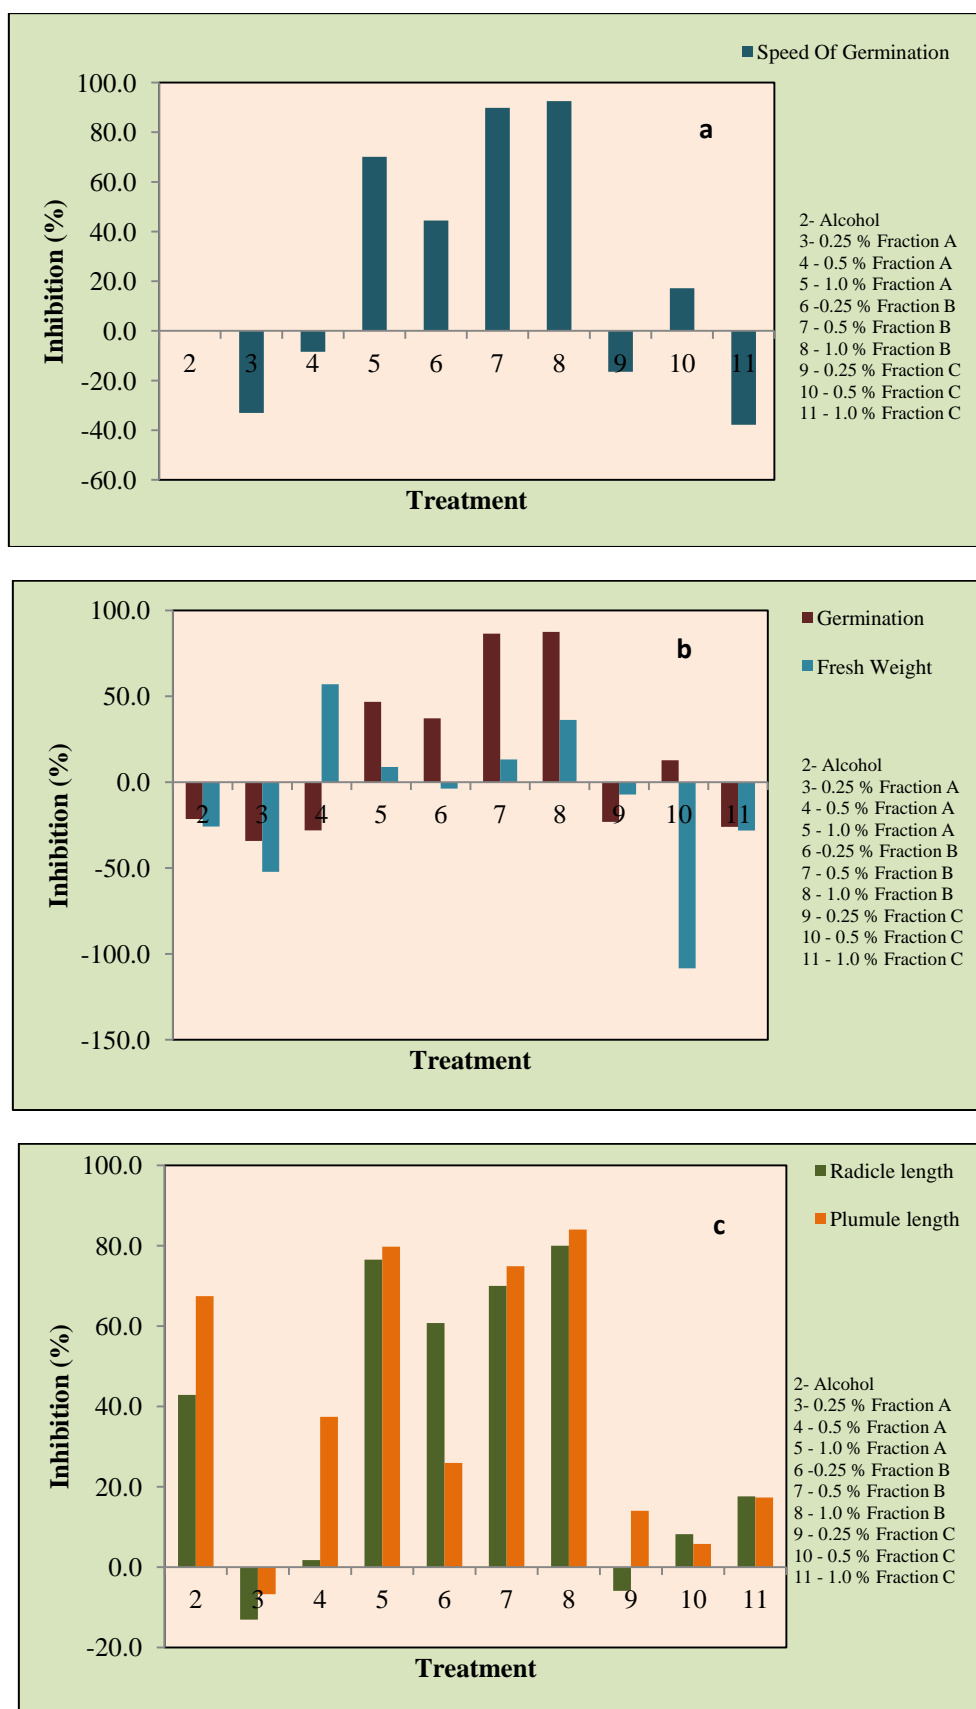 Speed Of Germination
100.0
80.0
60.0
40.0
20.0
0.0
-20.0
-40.0
-60.0
Inhibition (%)
a
2 3 4 5 6 7 8 9 10 11
Treatment
2- Alcohol
3- 0.25 % Fraction A
4 - 0.5 % Fraction A
5 - 1.0 % Fraction A
6 -0.25 % Fraction B
7 - 0.5 % Fraction B
8 - 1.0 % Fraction B
9 - 0.25 % Fraction C
10 - 0.5 % Fraction C
11 - 1.0 % Fraction C
100.0
50.0
0.0
-50.0
-100.0
-150.0
Inhibition (%)
b
2 3 4 5 6 7 8 9 10 11
Treatment
Germination
Fresh Weight
2- Alcohol
3- 0.25 % Fraction A
4 - 0.5 % Fraction A
5 - 1.0 % Fraction A
6 -0.25 % Fraction B
7 - 0.5 % Fraction B
8 - 1.0 % Fraction B
9 - 0.25 % Fraction C
10 - 0.5 % Fraction C
11 - 1.0 % Fraction C
100.0
80.0
60.0
40.0
20.0
0.0
-20.0
Inhibition (%)
c
2 3 4 5 6 7 8 9 10 11
Treatment
Radicle length
Plumule length
2- Alcohol
3- 0.25 % Fraction A
4 - 0.5 % Fraction A
5 - 1.0 % Fraction A
6 -0.25 % Fraction B
7 - 0.5 % Fraction B
8 - 1.0 % Fraction B
9 - 0.25 % Fraction C
10 - 0.5 % Fraction C
11 - 1.0 % Fraction C